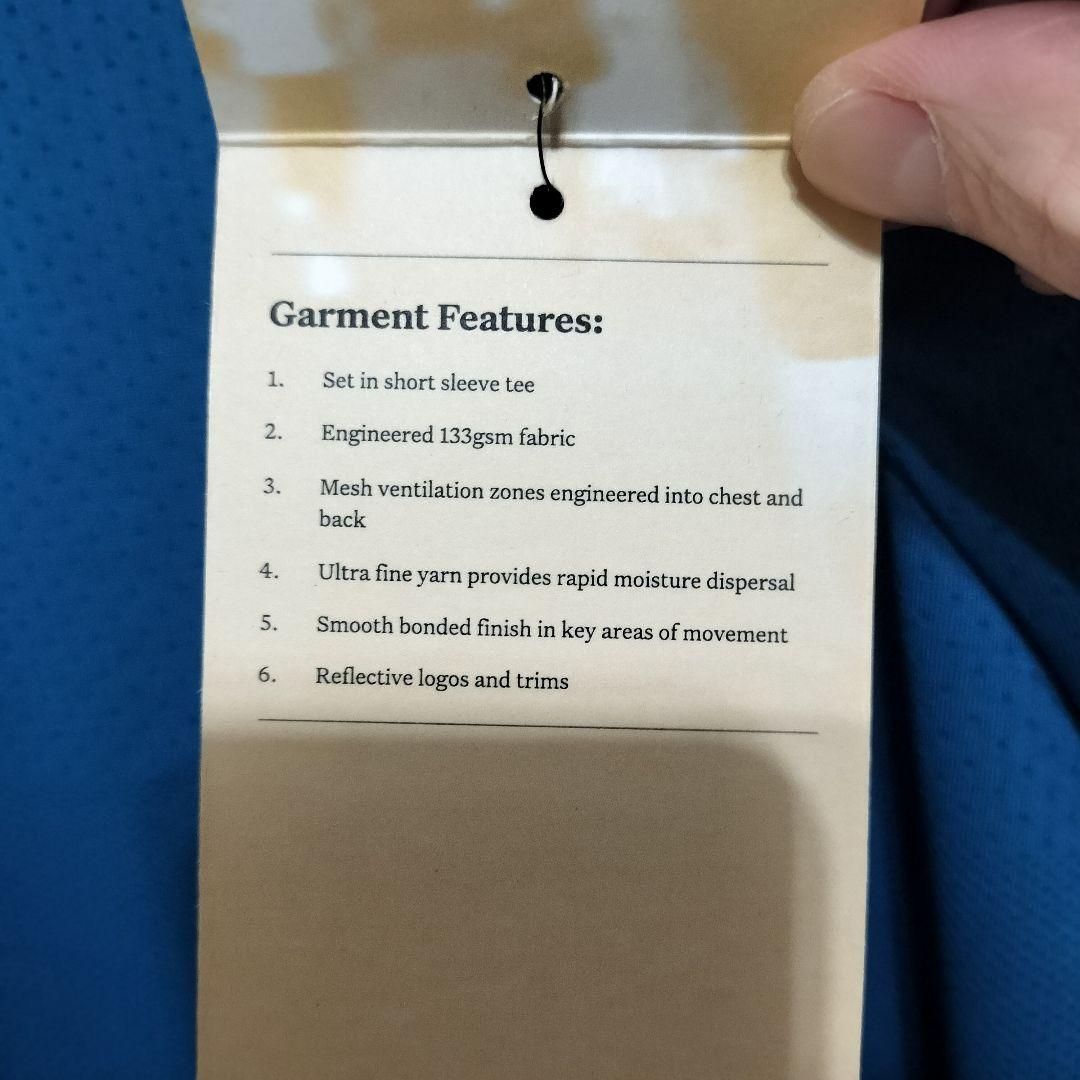 Garment Features:
1. Set in short sleeve tee
2. Engineered 133gsm fabric
3. Mesh ventilation zones engineered into chest and
back
4. Ultra fine yarn provides rapid moisture dispersal
5. Smooth bonded finish in key areas of movement
6. Reflective logos and trims